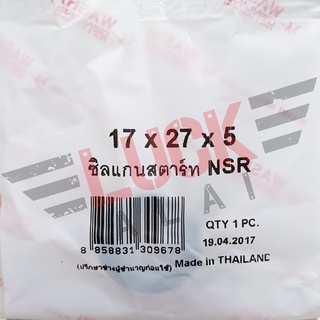 17 x 27 x 5
ซิลแกนสตาร์ท NSR
LUCK
QTY 1 PC.
8 858831 309678
19.04.2017
(ปรึกษาช่างผู้ชำนาญก่อนใช้) Made in THAILAND